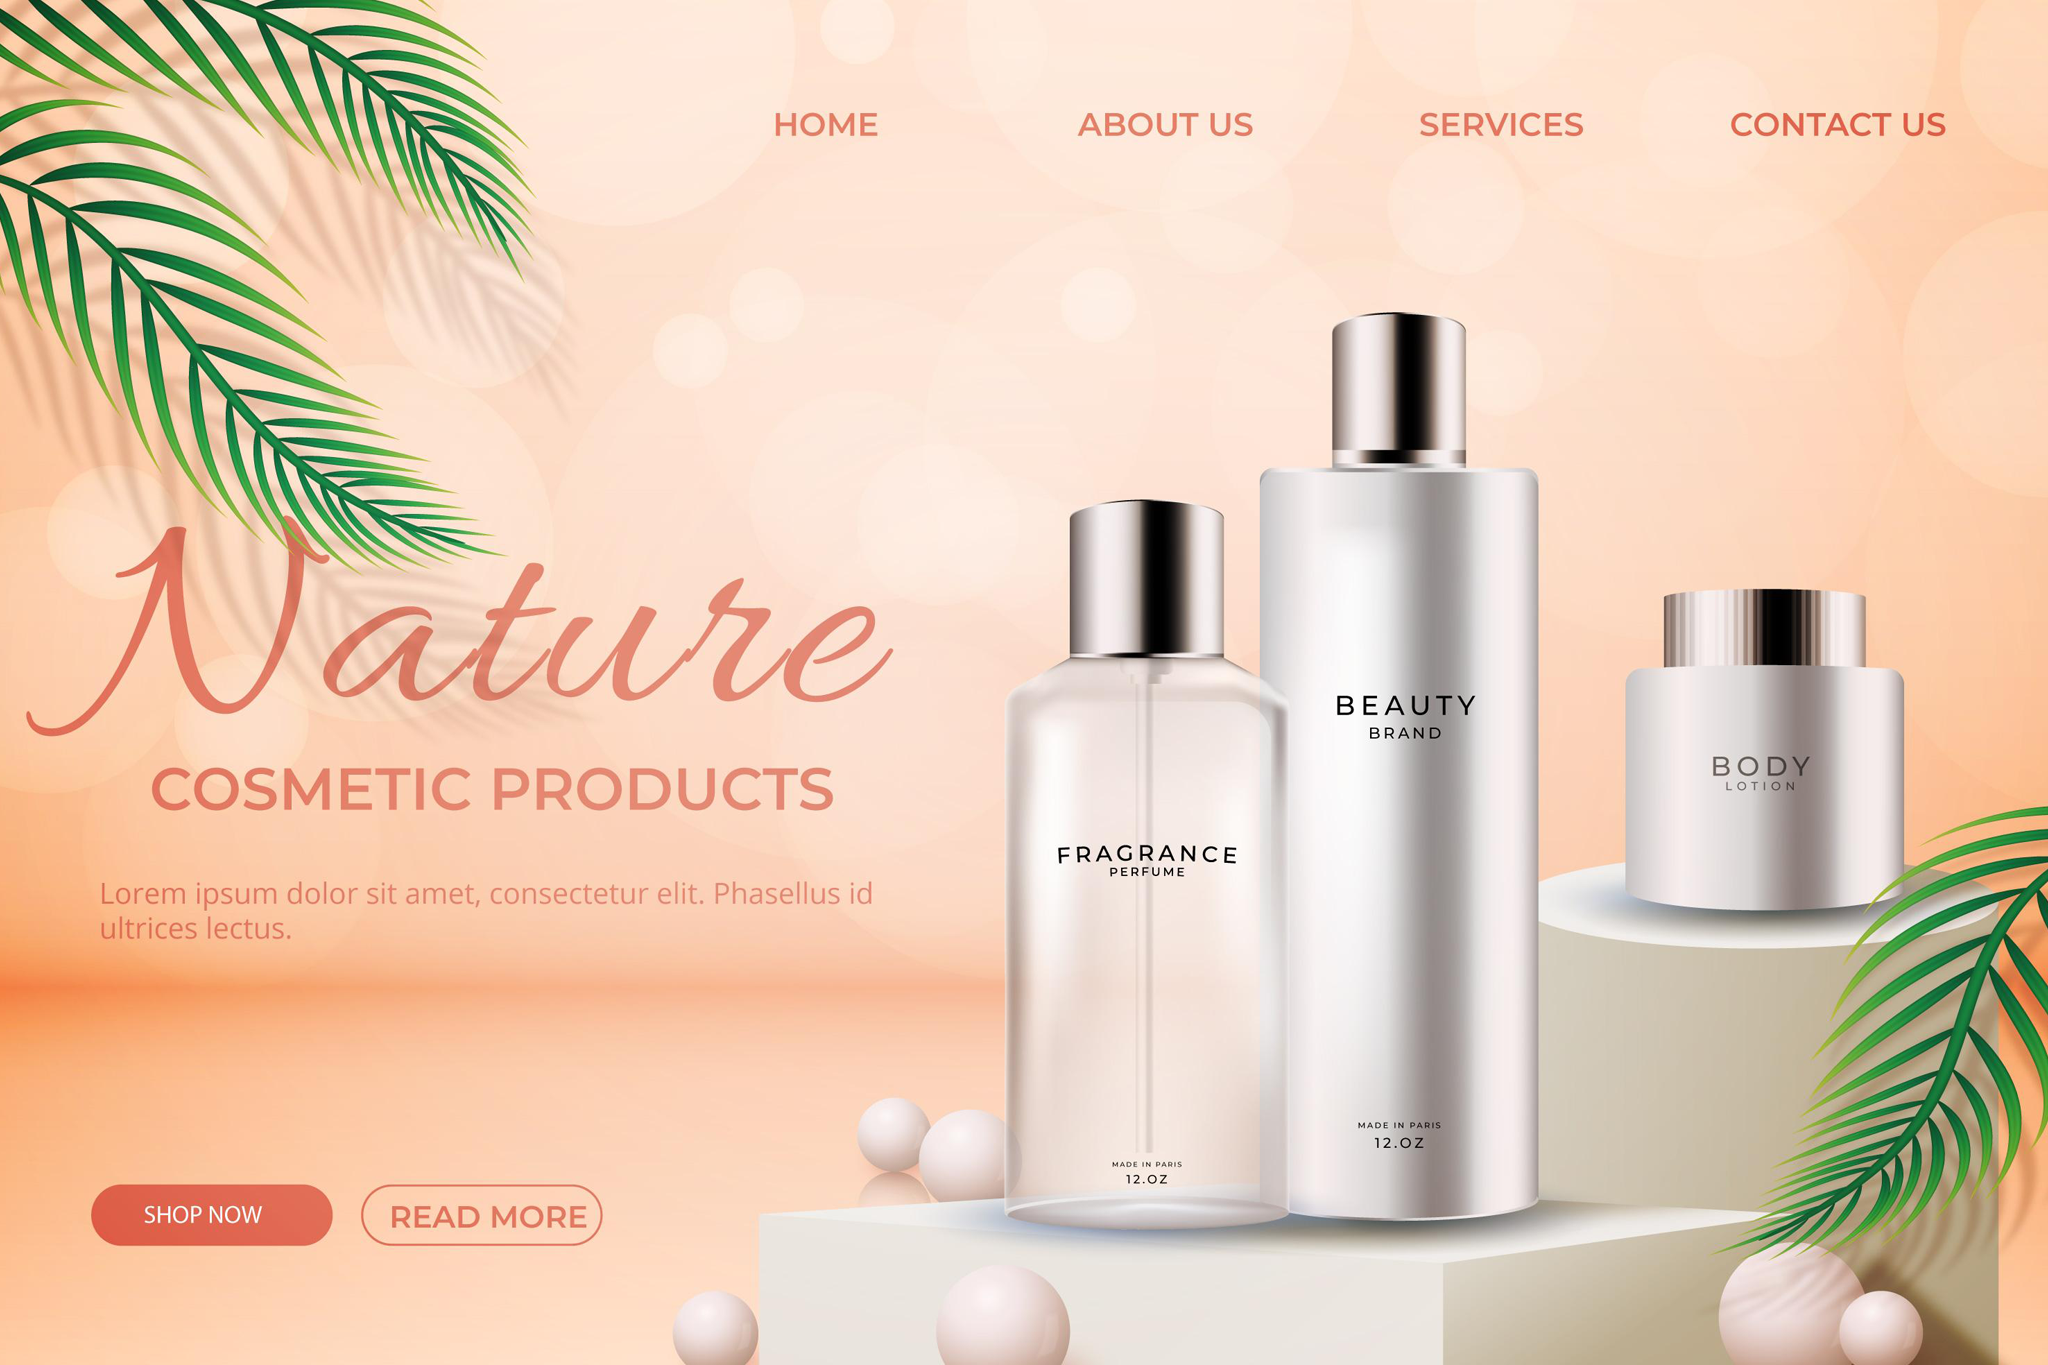 HOME
ABOUT US
SERVICES
CONTACT US
Nature
COSMETIC PRODUCTS
Lorem ipsum dolor sit amet, consectetur elit. Phasellus id
ultrices lectus.
SHOP NOW
READ MORE
FRAGRANCE
PERFUME
MADE IN PARIS
12.OZ
BEAUTY
BRAND
MADE IN PARIS
12.OZ
BODY
LOTION